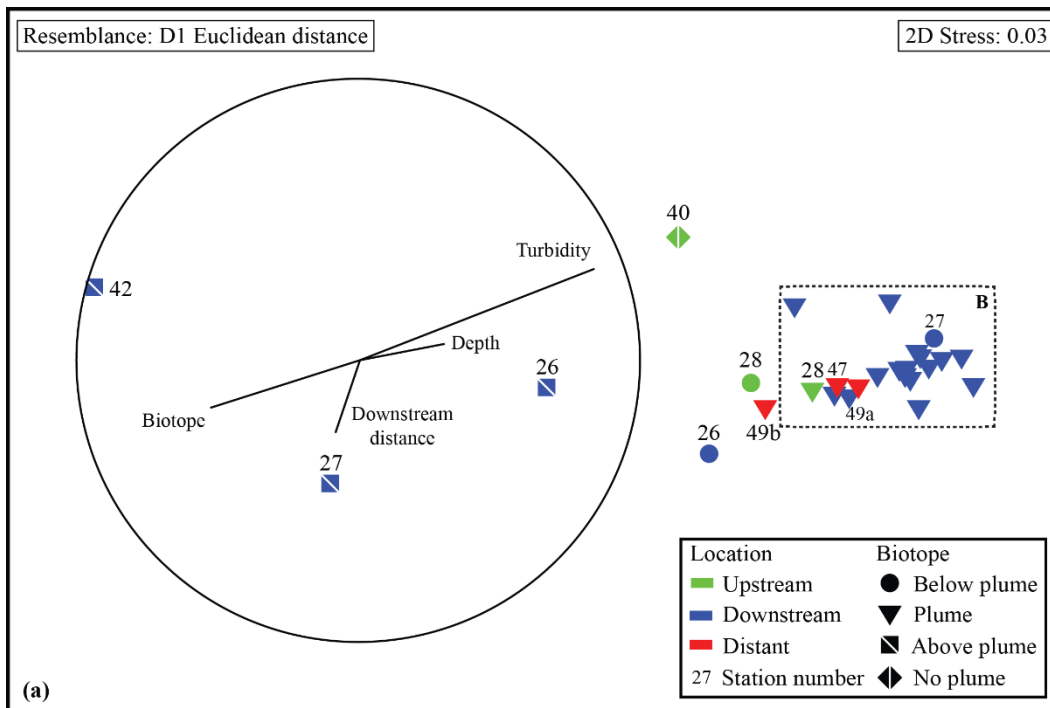 Resemblance: D1 Euclidean distance
2D Stress: 0.03
40
Turbidity
42
B
27
Depth
28
28
47
26
Biotope
Downstream
distance
49a
49b
26
27
Location
Biotope
Upstream
Below plume
Downstream
Plume
Distant
Above plume
27 Station number
No plume
(a)